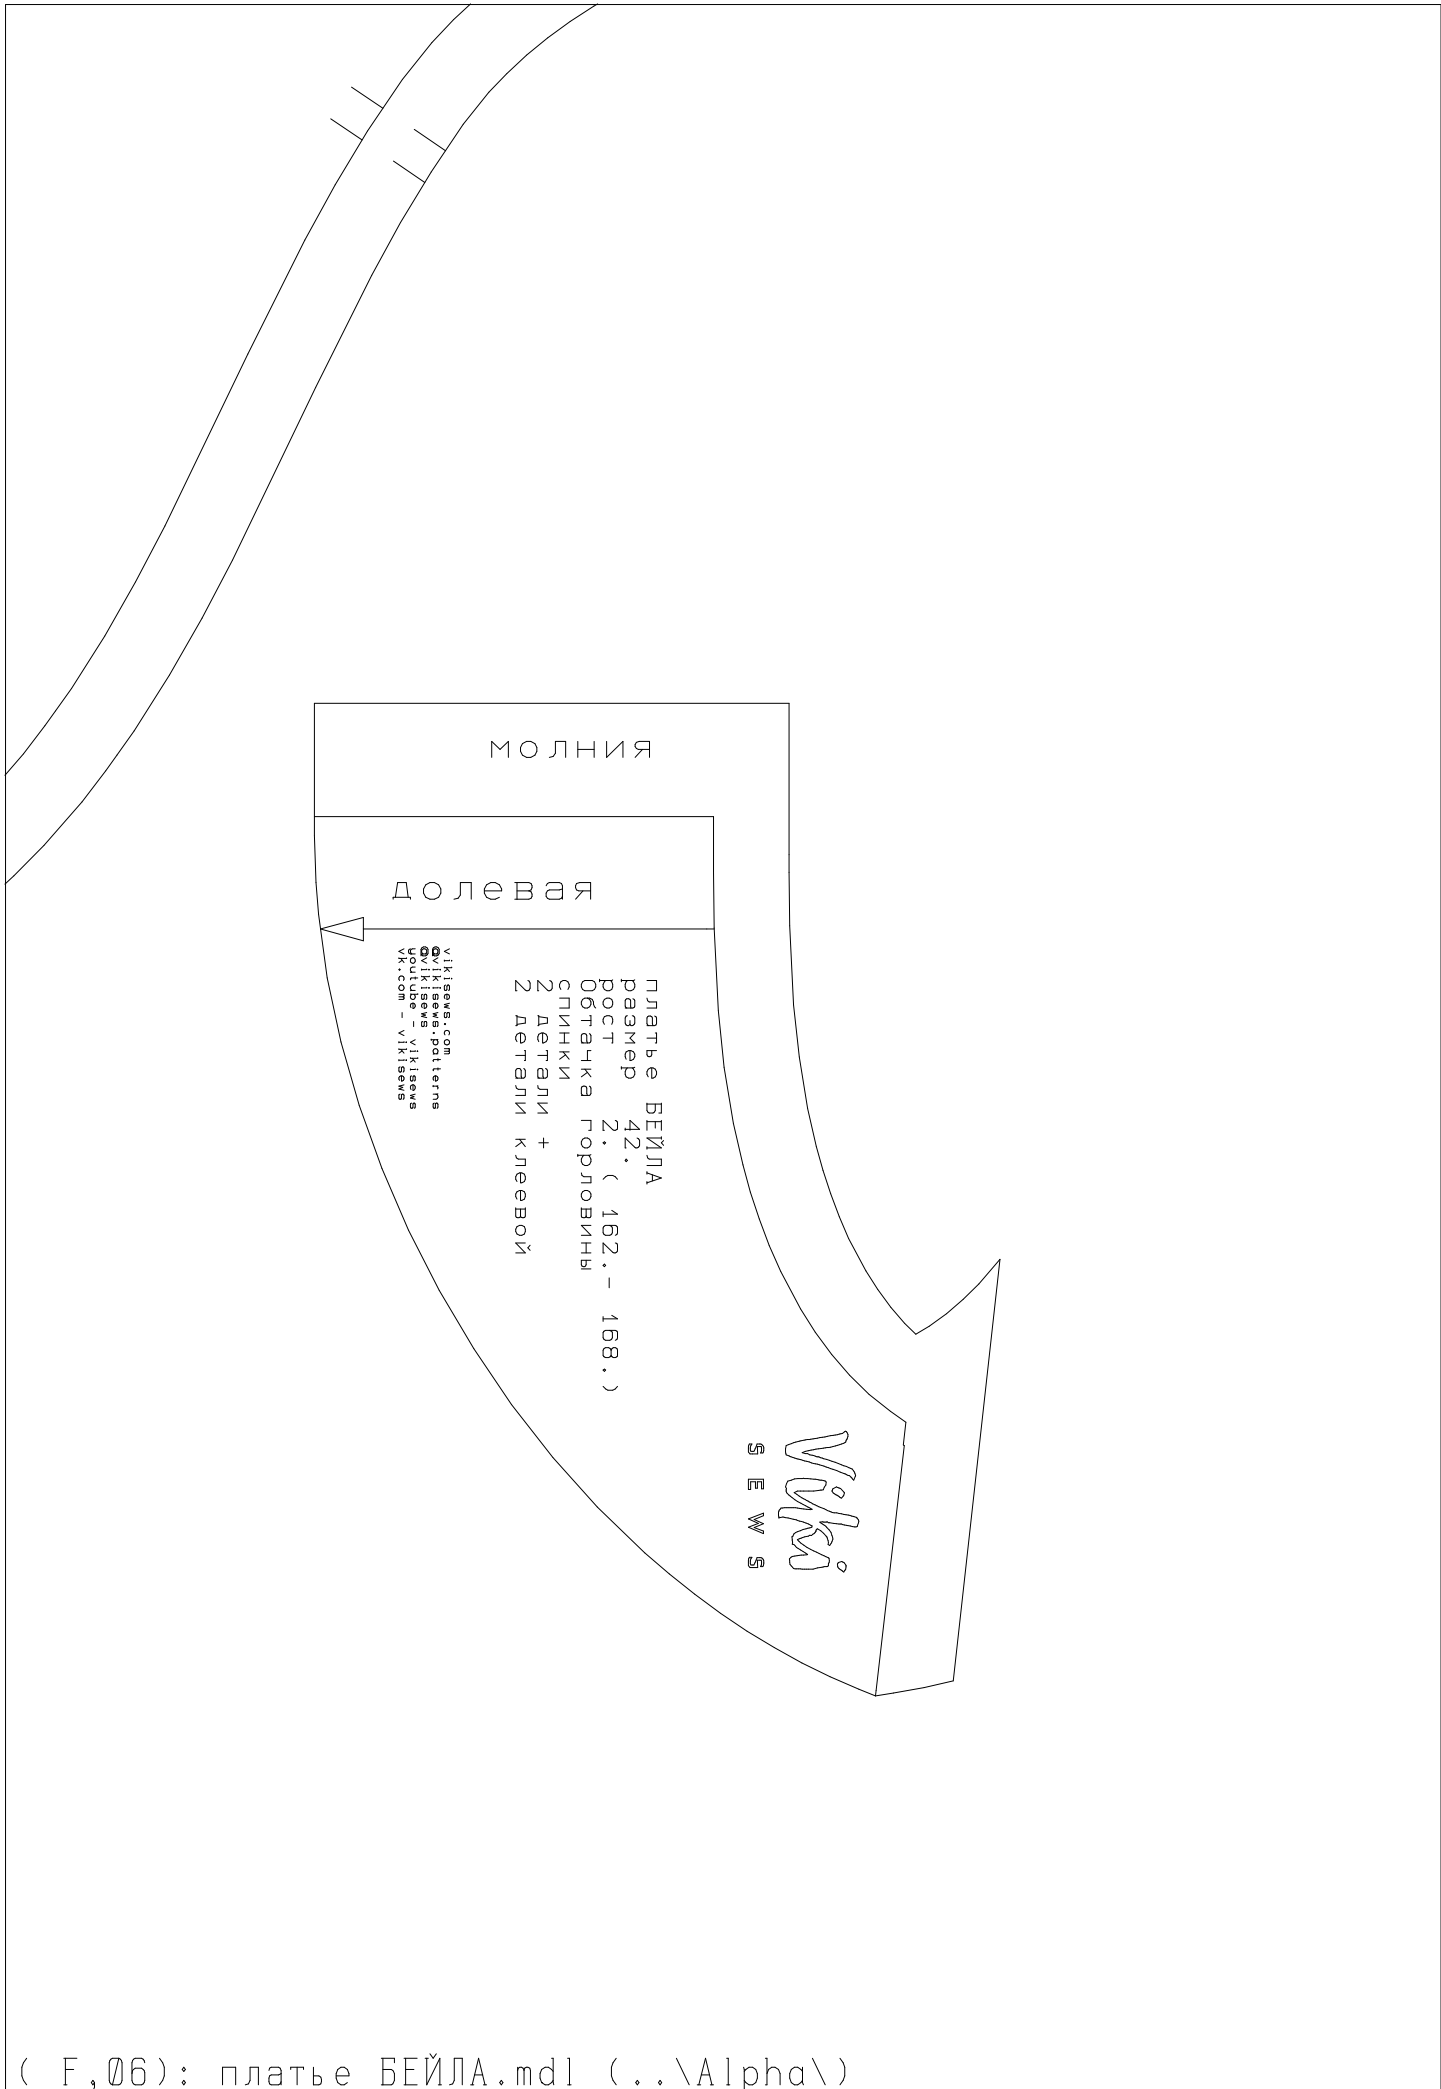 молния
долевая
vikisews.com
@vikisews.patterns
@vikisews
youtube - vikisews
vk.com - vikisews
платье БЕЙЛА
размер 42.
рост 2. ( 162.- 168.)
Обтачка горловины
спинки
2 детали +
2 детали клеевой
Viki
SEWS
( F,06): платье БЕЙЛА.mdl (..\Alpha\)